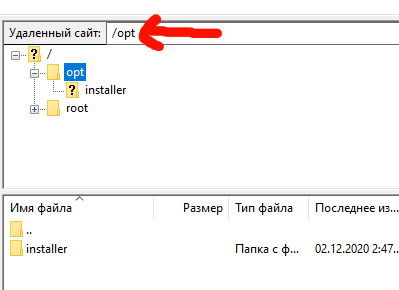 Удаленный сайт: /opt
/
opt
installer
root
Имя файла Размер Тип файла Последнее из...
..
installer Папка с ф... 02.12.2020 2:47...